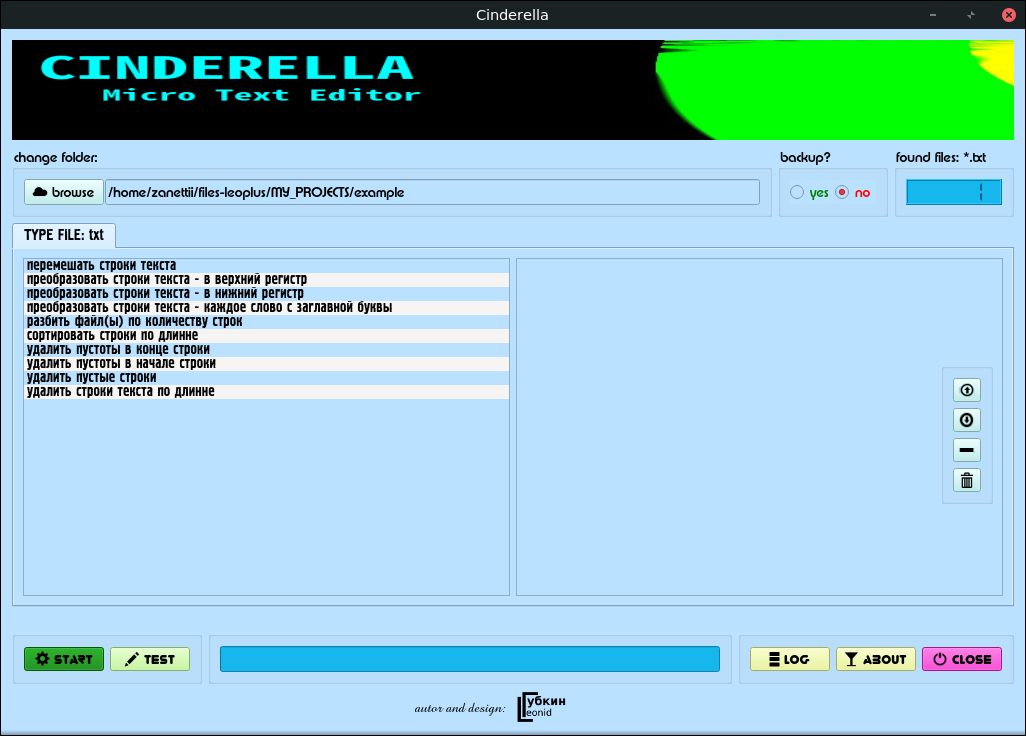 Cinderella
CINDERELLA
Micro Text Editor
change folder:
backup?
found files: *.txt
browse
/home/zanettii/files-leoplus/MY_PROJECTS/example
yes
no
1
TYPE FILE: txt
перемешать строки текста
преобразовать строки текста - в верхний регистр
преобразовать строки текста - в нижний регистр
преобразовать строки текста - каждое слово с заглавной буквы
разбить файл(ы) по количеству строк
сортировать строки по длинне
удалить пустоты в конце строки
удалить пустоты в начале строки
удалить пустые строки
удалить строки текста по длинне
START
TEST
LOG
ABOUT
CLOSE
autor and design:
Губкин
Leonid